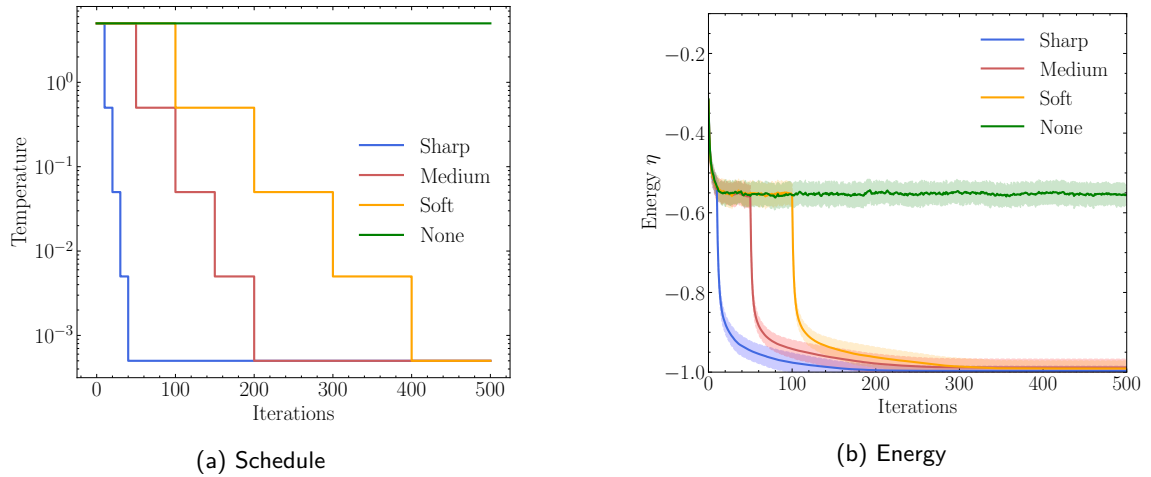 10⁰
10⁻¹
10⁻²
10⁻³
Temperature
0 100 200 300 400 500
Iterations
Sharp
Medium
Soft
None
(a) Schedule
−0.2
−0.4
−0.6
−0.8
−1.0
Energy η
0 100 200 300 400 500
Iterations
Sharp
Medium
Soft
None
(b) Energy